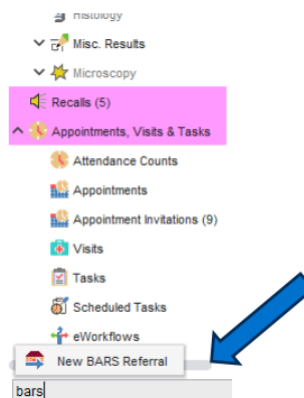 Histology
Misc. Results
Microscopy
Recalls (5)
Appointments, Visits & Tasks
Attendance Counts
Appointments
Appointment Invitations (9)
Visits
Tasks
Scheduled Tasks
eWorkflows
New BARS Referral
bars